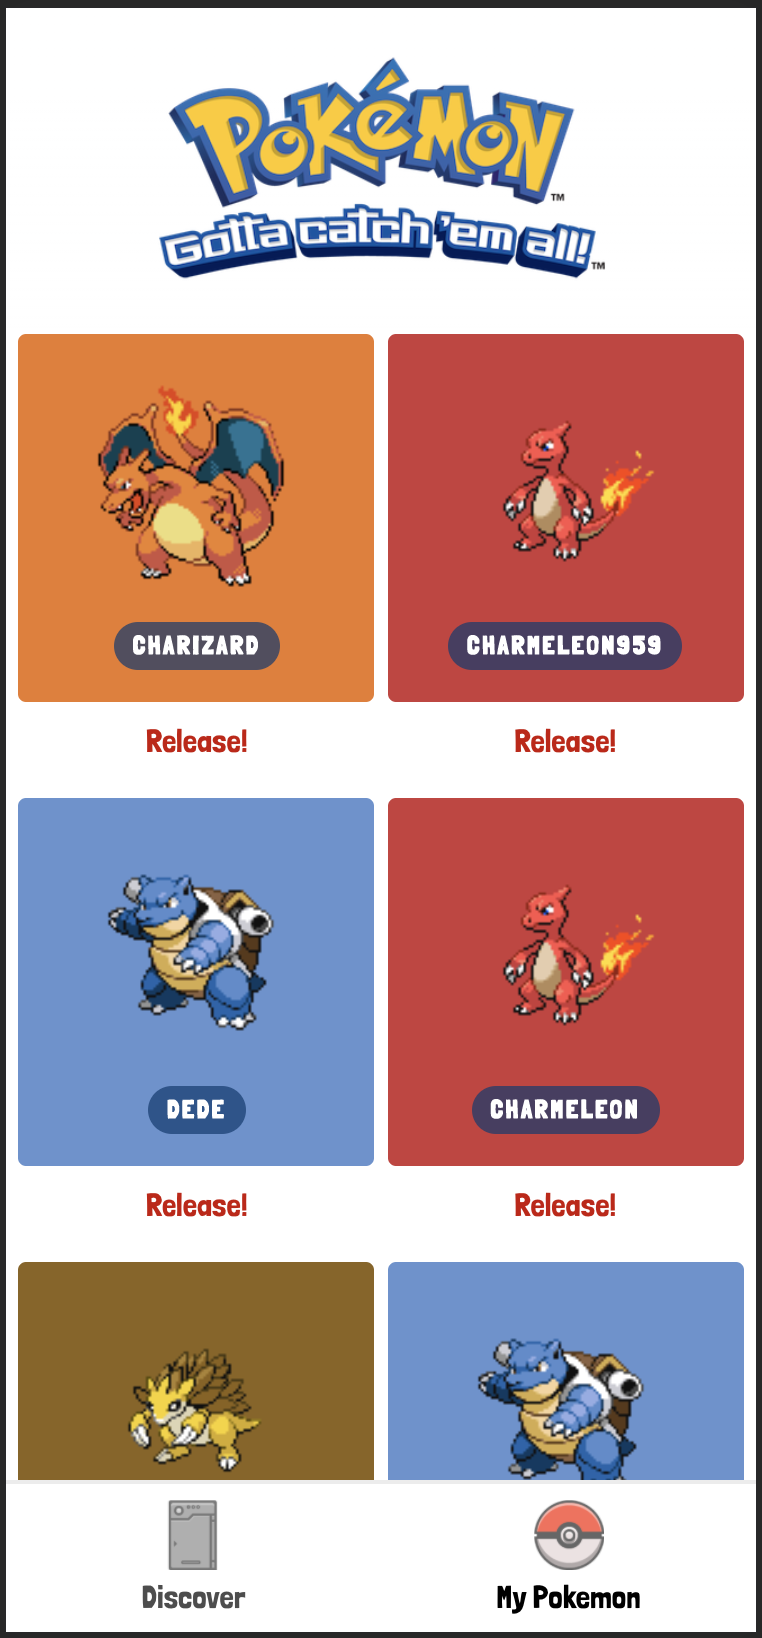 POKéMON
TM
Gotta catch 'em all!
TM
CHARIZARD
CHARMELEON959
Release!
Release!
DEDE
CHARMELEON
Release!
Release!
Discover
My Pokemon